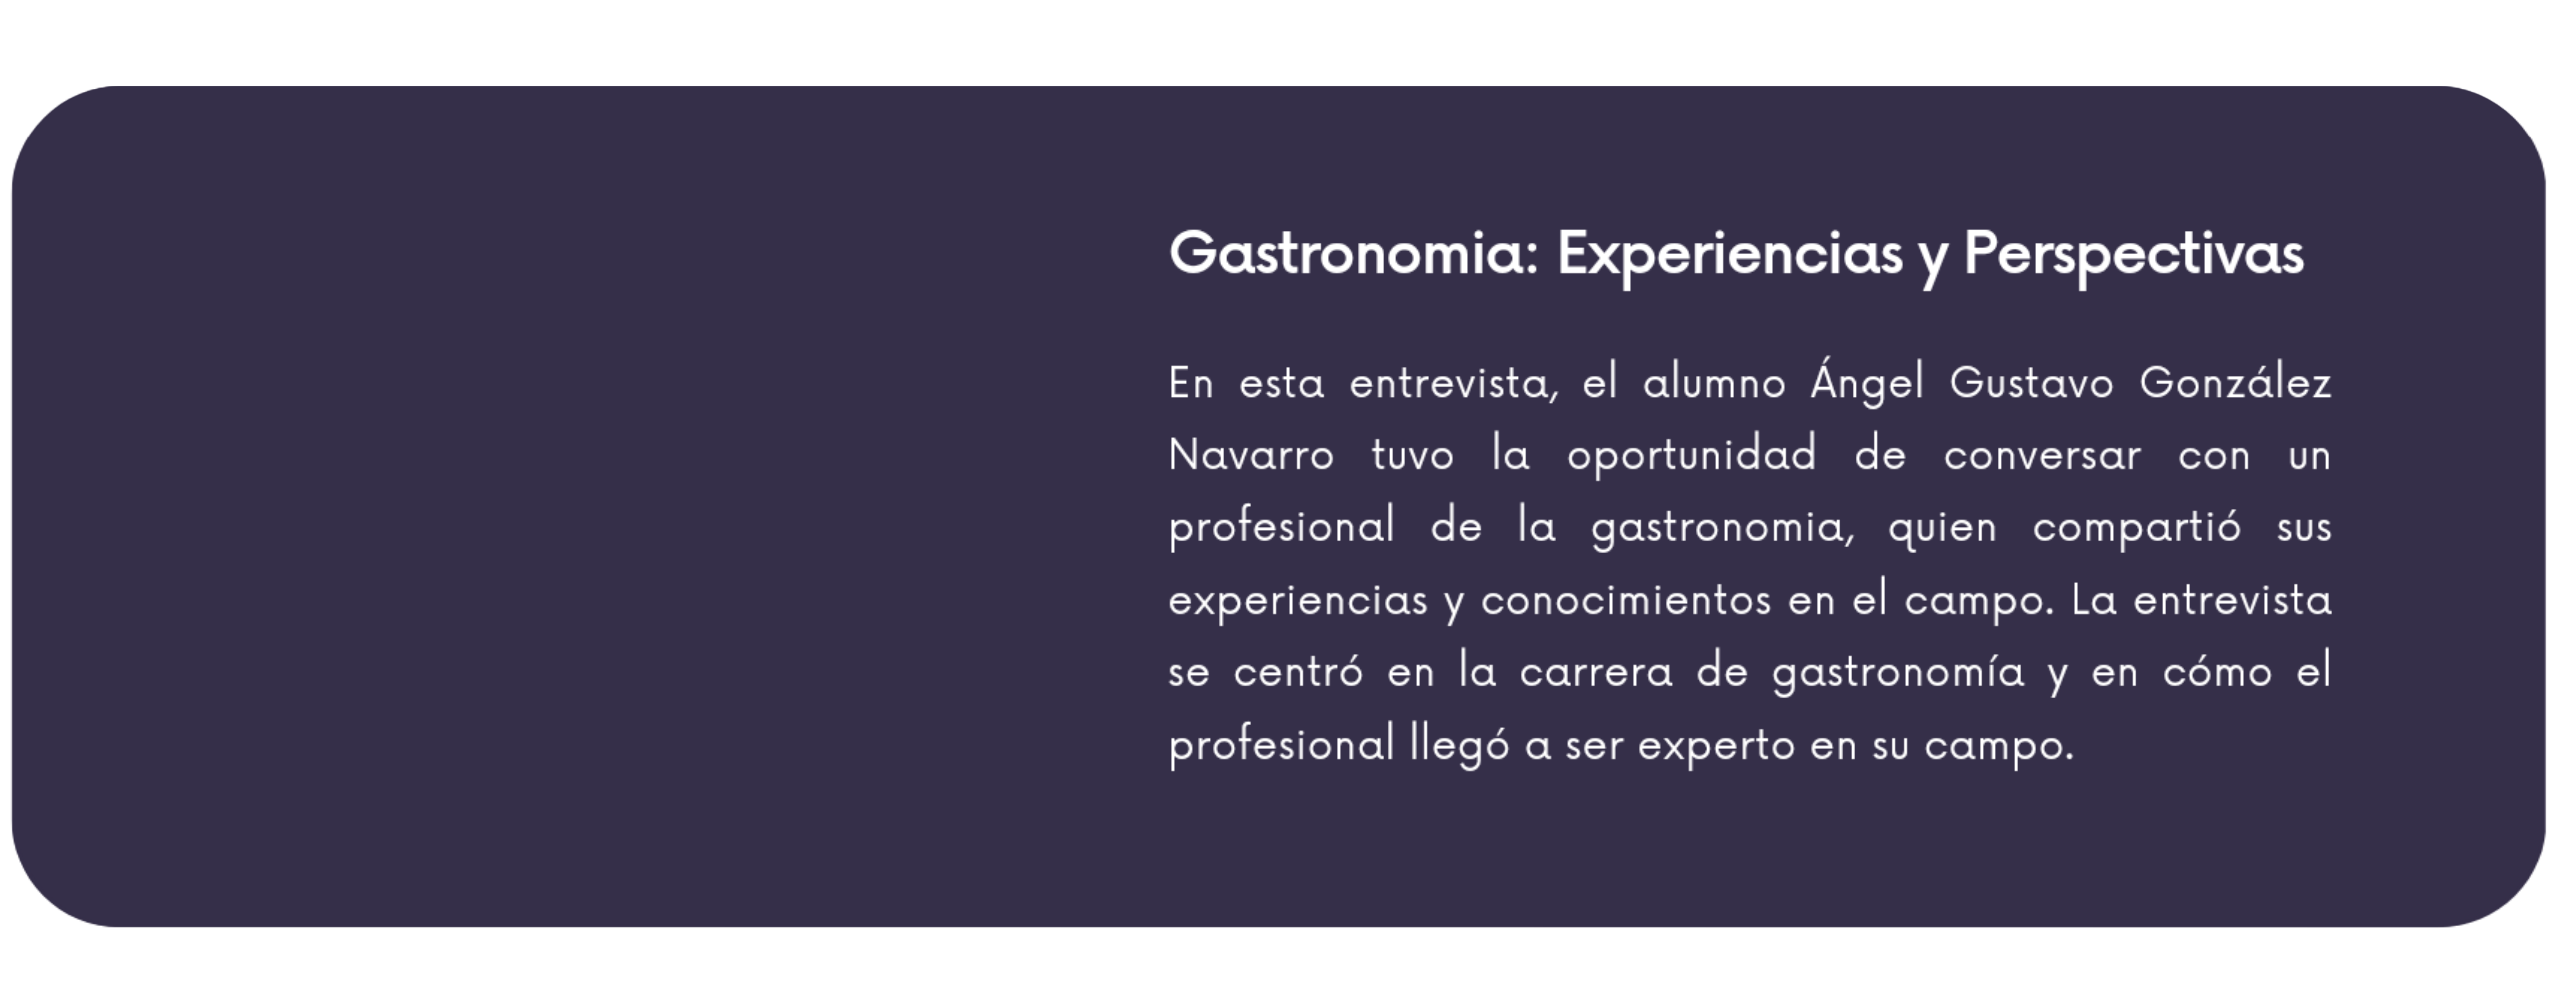 Gastronomia: Experiencias y Perspectivas
En esta entrevista, el alumno Ángel Gustavo González
Navarro tuvo la oportunidad de conversar con un
profesional de la gastronomia, quien compartió sus
experiencias y conocimientos en el campo. La entrevista
se centró en la carrera de gastronomía y en cómo el
profesional llegó a ser experto en su campo.